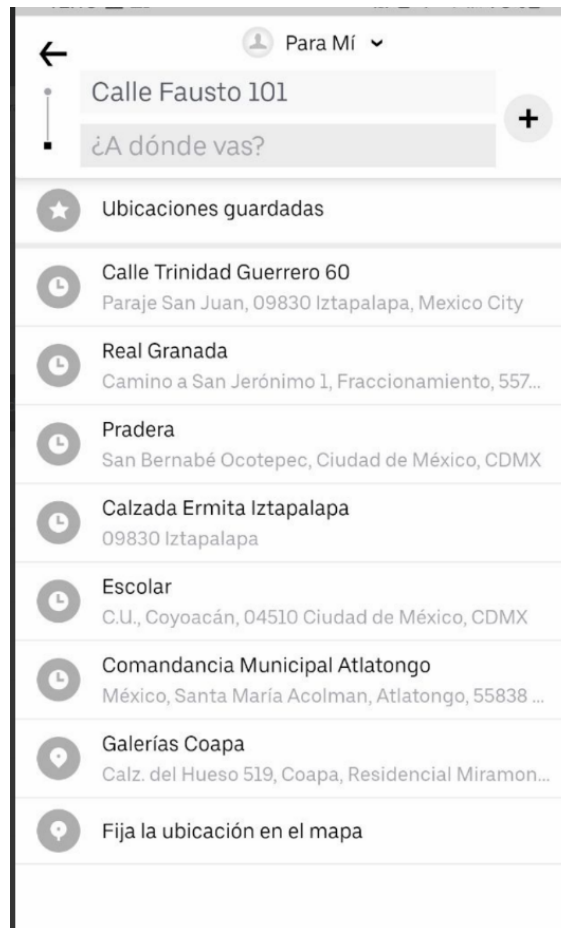 Para Mí
Calle Fausto 101
¿A dónde vas?
Ubicaciones guardadas
Calle Trinidad Guerrero 60
Paraje San Juan, 09830 Iztapalapa, Mexico City
Real Granada
Camino a San Jerónimo 1, Fraccionamiento, 557...
Pradera
San Bernabé Ocotepec, Ciudad de México, CDMX
Calzada Ermita Iztapalapa
09830 Iztapalapa
Escolar
C.U., Coyoacán, 04510 Ciudad de México, CDMX
Comandancia Municipal Atlatongo
México, Santa María Acolman, Atlatongo, 55838 ...
Galerías Coapa
Calz. del Hueso 519, Coapa, Residencial Miramon...
Fija la ubicación en el mapa